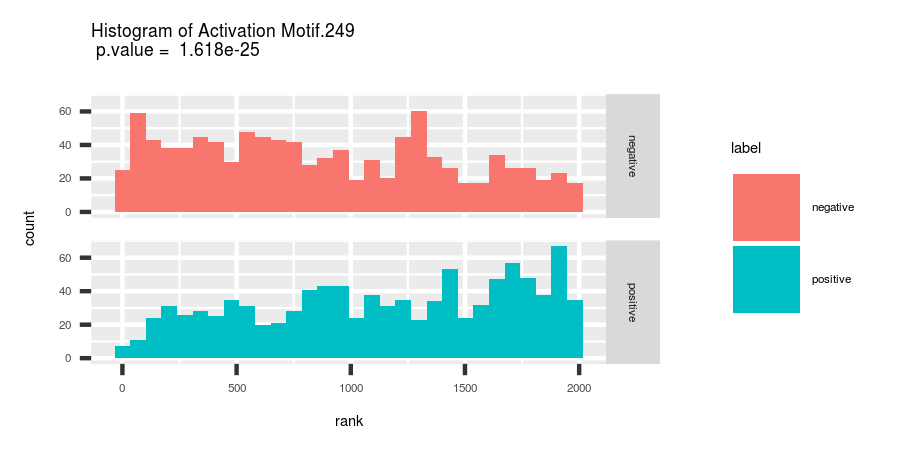 Histogram of Activation Motif.249
p.value = 1.618e-25
count
60
40
20
0
negative
60
40
20
0
positive
0 500 1000 1500 2000
rank
label
negative
positive